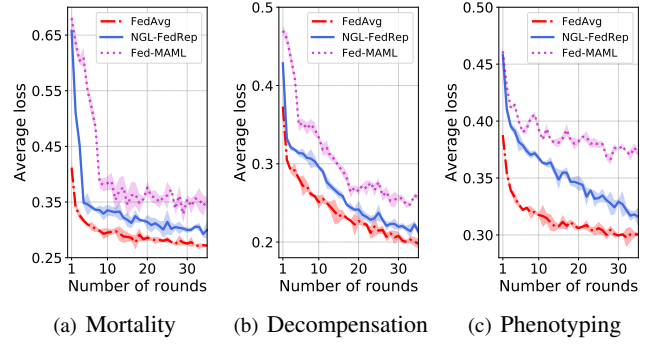 FedAvg
NGL-FedRep
Fed-MAML
0.65
0.55
0.45
0.35
0.25
Average loss
1 10 20 30
Number of rounds
(a) Mortality
FedAvg
NGL-FedRep
Fed-MAML
0.5
0.4
0.3
0.2
Average loss
1 10 20 30
Number of rounds
(b) Decompensation
FedAvg
NGL-FedRep
Fed-MAML
0.50
0.45
0.40
0.35
0.30
Average loss
1 10 20 30
Number of rounds
(c) Phenotyping